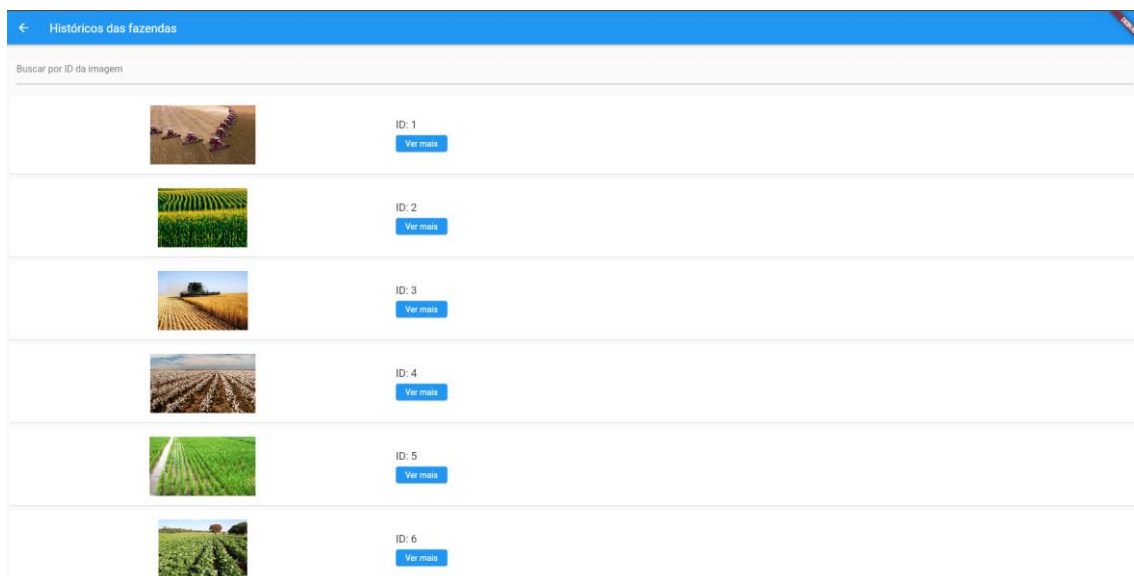 Históricos das fazendas
Buscar por ID da imagem
ID: 1
Ver mais
ID: 2
Ver mais
ID: 3
Ver mais
ID: 4
Ver mais
ID: 5
Ver mais
ID: 6
Ver mais